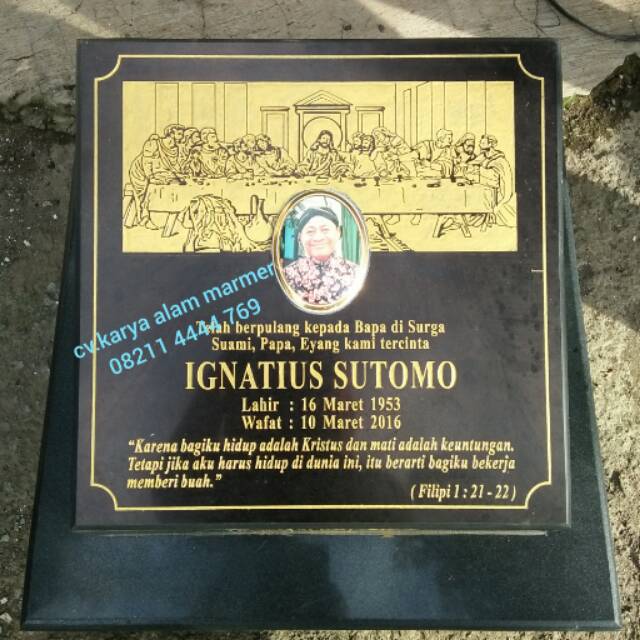 cv.karya alam marmer
08211 4444 769
Telah berpulang kepada Bapa di Surga
Suami, Papa, Eyang kami tercinta
IGNATIUS SUTOMO
Lahir : 16 Maret 1953
Wafat : 10 Maret 2016
“Karena bagiku hidup adalah Kristus dan mati adalah keuntungan.
Tetapi jika aku harus hidup di dunia ini, itu berarti bagiku bekerja
memberi buah.”
( Filipi 1 : 21 - 22 )